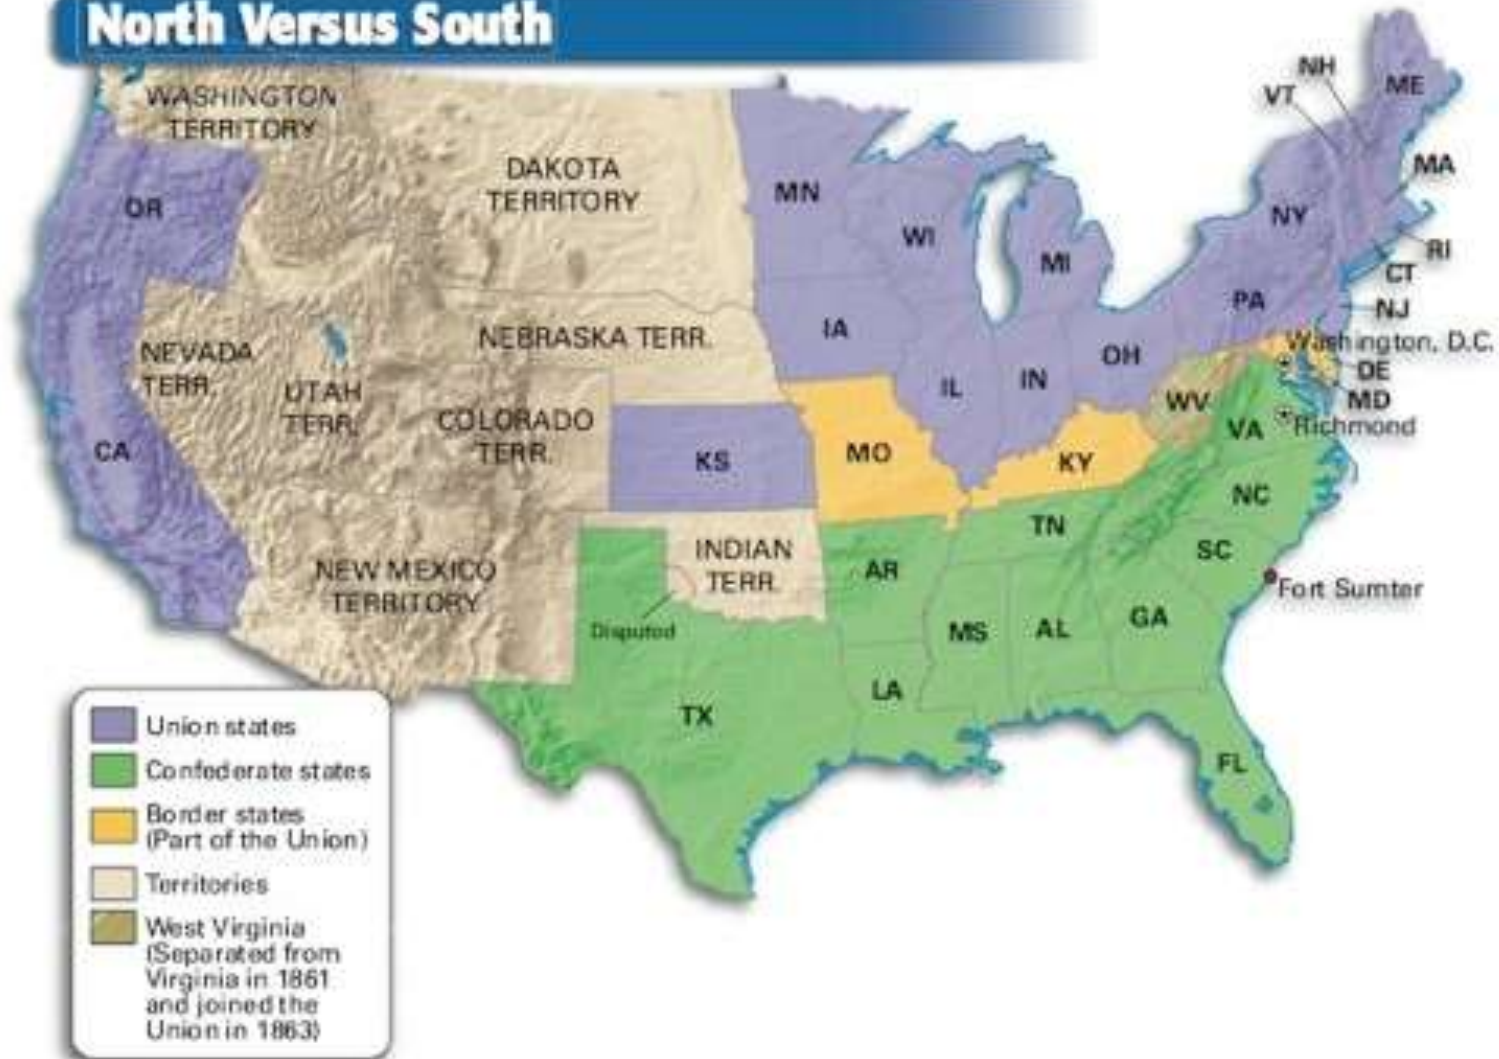 North Versus South
WASHINGTON
TERRITORY
OR
DAKOTA
TERRITORY
MN
WI
MI
NH
VT
ME
MA
NY
RI
CT
PA
NJ
NEVADA
TERR.
UTAH
TERR.
NEBRASKA TERR.
IA
IL
IN
OH
Washington, D.C.
DE
MD
WV
VA
Richmond
CA
COLORADO
TERR.
KS
MO
KY
NC
TN
SC
Fort Sumter
NEW MEXICO
TERRITORY
INDIAN
TERR.
Disputed
AR
MS
AL
GA
LA
TX
FL
Union states
Confederate states
Border states
(Part of the Union)
Territories
West Virginia
(Separated from
Virginia in 1861
and joined the
Union in 1863)